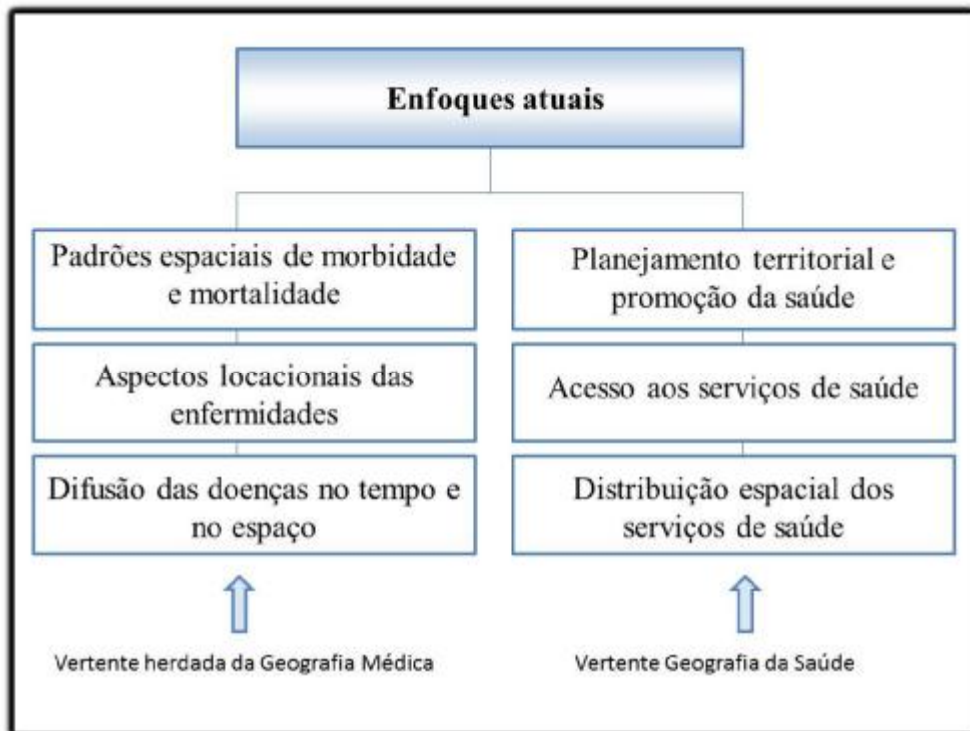 Enfoques atuais
Padrões espaciais de morbidade
e mortalidade
Planejamento territorial e
promoção da saúde
Aspectos locacionais das
enfermidades
Acesso aos serviços de saúde
Difusão das doenças no tempo e
no espaço
Distribuição espacial dos
serviços de saúde
Vertente herdada da Geografia Médica
Vertente Geografia da Saúde